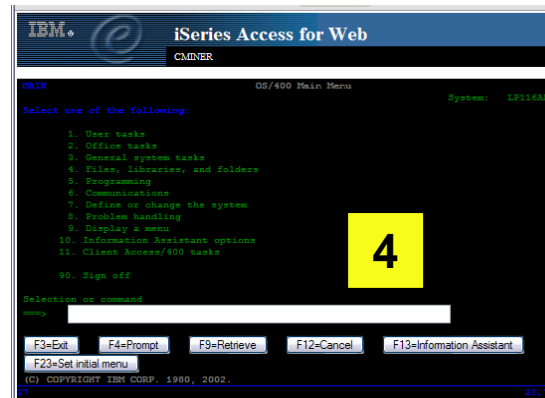 IBM iSeries Access for Web
CMINER
MAIN OS/400 Main Menu
System: LP116A
Select one of the following:
1. User tasks
2. Office tasks
3. General system tasks
4. Files, libraries, and folders
5. Programming
6. Communications
7. Define or change the system
8. Problem handling
9. Display a menu
10. Information Assistant options
11. Client Access/400 tasks
90. Sign off
4
Selection or command
===>
F3=Exit F4=Prompt F9=Retrieve F12=Cancel F13=Information Assistant
F23=Set initial menu
(C) COPYRIGHT IBM CORP. 1980, 2002.